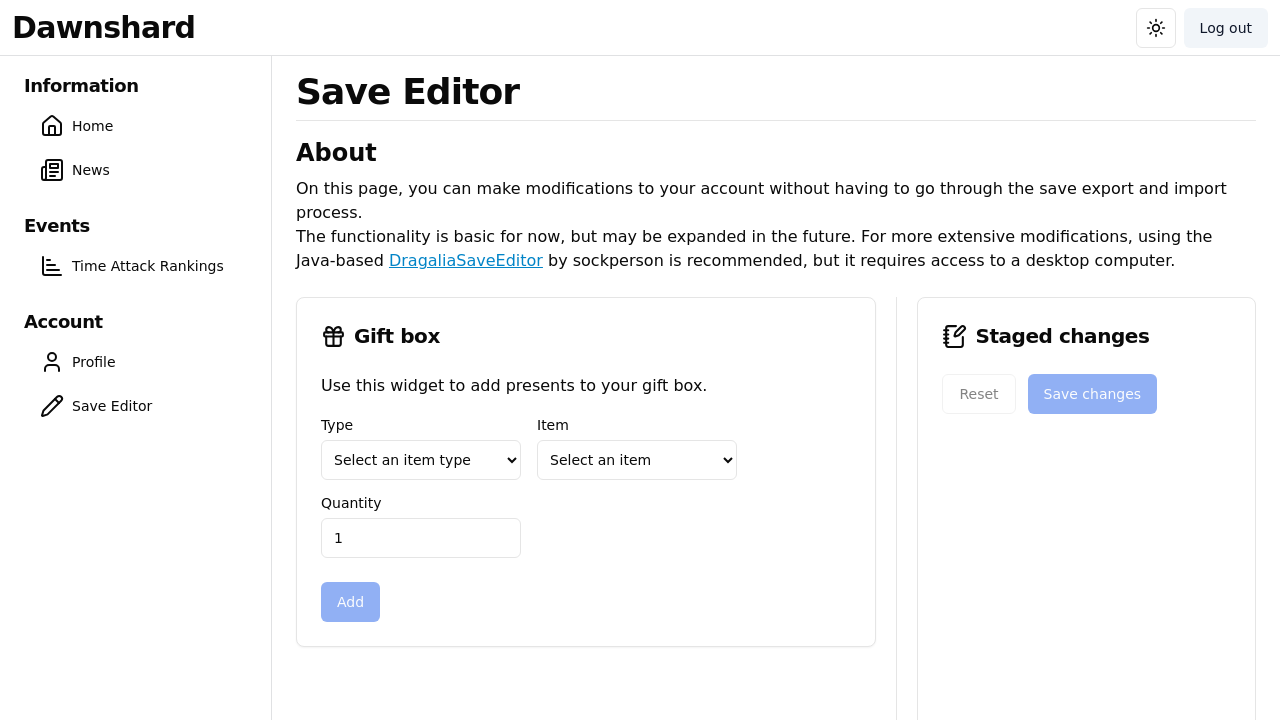 Dawnshard
Log out
Information
Home
News
Events
Time Attack Rankings
Account
Profile
Save Editor
Save Editor
About
On this page, you can make modifications to your account without having to go through the save export and import
process.
The functionality is basic for now, but may be expanded in the future. For more extensive modifications, using the
Java-based DragaliaSaveEditor by sockperson is recommended, but it requires access to a desktop computer.
Gift box
Use this widget to add presents to your gift box.
Type
Item
Select an item type
Select an item
Quantity
1
Add
Staged changes
Reset
Save changes